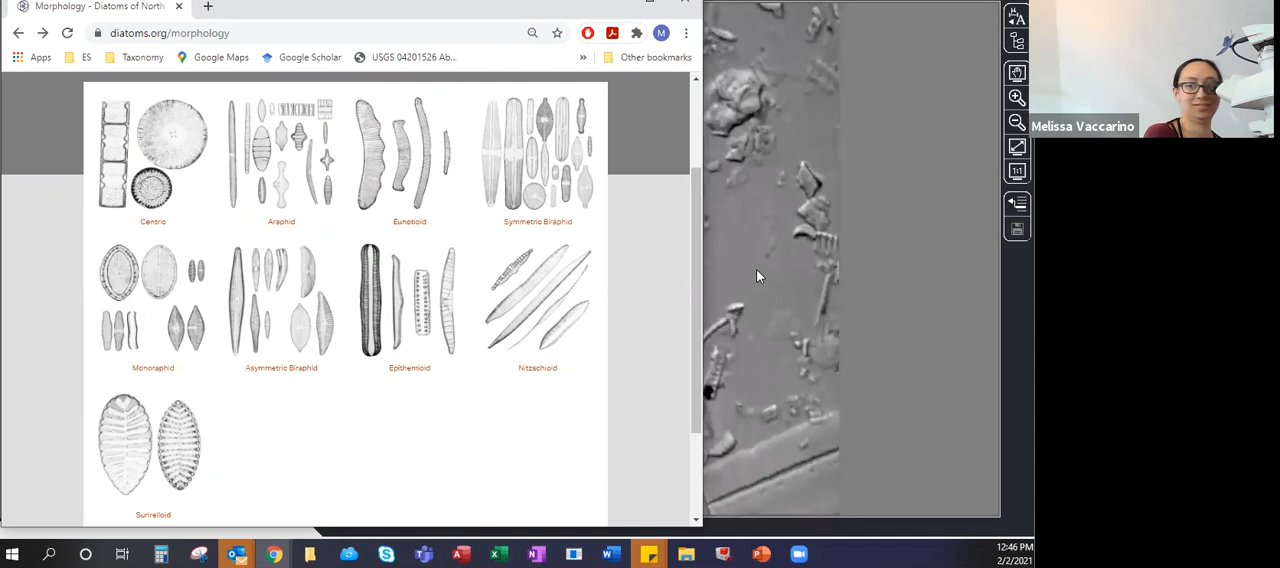 Morphology - Diatoms of North
diatoms.org/morphology
M
Apps
ES
Taxonomy
Google Maps
Google Scholar
USGS 04201526 Ab...
»
Other bookmarks
Centric
Araphid
Eunotioid
Symmetric Biraphid
Monoraphid
Asymmetric Biraphid
Epithemioid
Nitzschioid
Surirelloid
1:1
Melissa Vaccarino
12:46 PM
2/2/2021